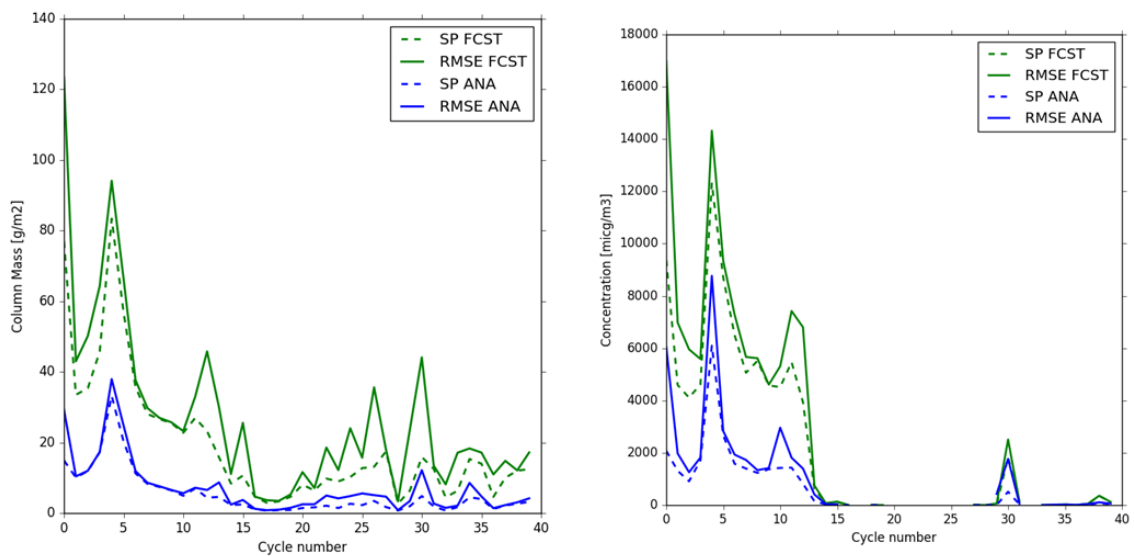 140
120
100
80
60
40
20
0
Column Mass [g/m2]
0 5 10 15 20 25 30 35 40
Cycle number
SP FCST
RMSE FCST
SP ANA
RMSE ANA
18000
16000
14000
12000
10000
8000
6000
4000
2000
0
Concentration [micg/m3]
0 5 10 15 20 25 30 35 40
Cycle number
SP FCST
RMSE FCST
SP ANA
RMSE ANA